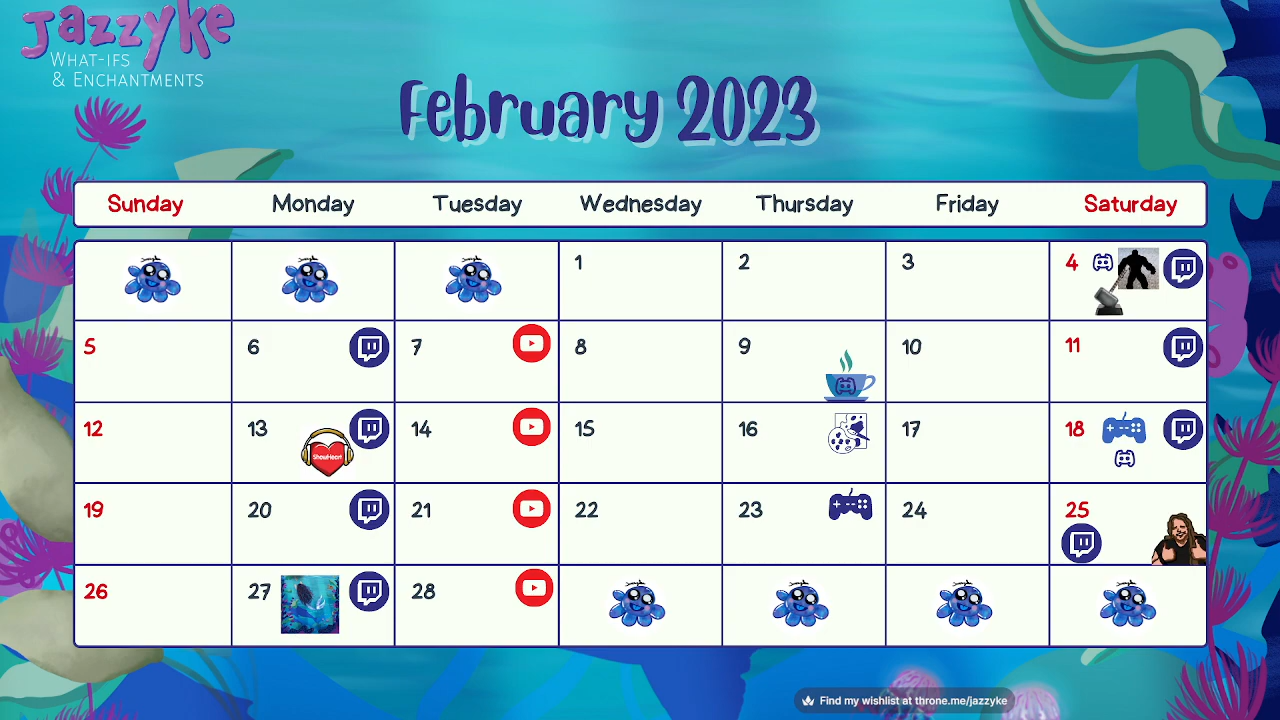 Jazzyke
WHAT-IFS
& ENCHANTMENTS
February 2023
Sunday Monday Tuesday Wednesday Thursday Friday Saturday
1 2 3 4
5 6 7 8 9 10 11
12 13 14 15 16 17 18
ShowHeart
19 20 21 22 23 24 25
26 27 28
Find my wishlist at throne.me/jazzyke